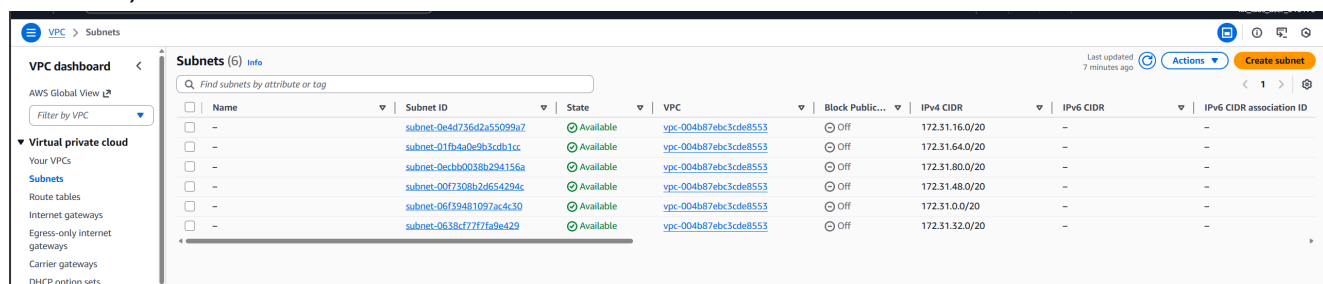 VPC > Subnets
VPC dashboard
AWS Global View
Filter by VPC
Virtual private cloud
Your VPCs
Subnets
Route tables
Internet gateways
Egress-only internet
gateways
Carrier gateways
DHCP option sets
Subnets (6) Info
Last updated
7 minutes ago
Actions
Create subnet
Find subnets by attribute or tag
1
Name Subnet ID State VPC Block Public... IPv4 CIDR IPv6 CIDR IPv6 CIDR association ID
– subnet-0e4d736d2a55099a7 Available vpc-004b87ebc3cde8553 Off 172.31.16.0/20 – –
– subnet-01fb4a0e9b3cdb1cc Available vpc-004b87ebc3cde8553 Off 172.31.64.0/20 – –
– subnet-0ecbb0038b294156a Available vpc-004b87ebc3cde8553 Off 172.31.80.0/20 – –
– subnet-00f7308b2d654294c Available vpc-004b87ebc3cde8553 Off 172.31.48.0/20 – –
– subnet-06f39481097ac4c30 Available vpc-004b87ebc3cde8553 Off 172.31.0.0/20 – –
– subnet-0638cf77f7fa9e429 Available vpc-004b87ebc3cde8553 Off 172.31.32.0/20 – –